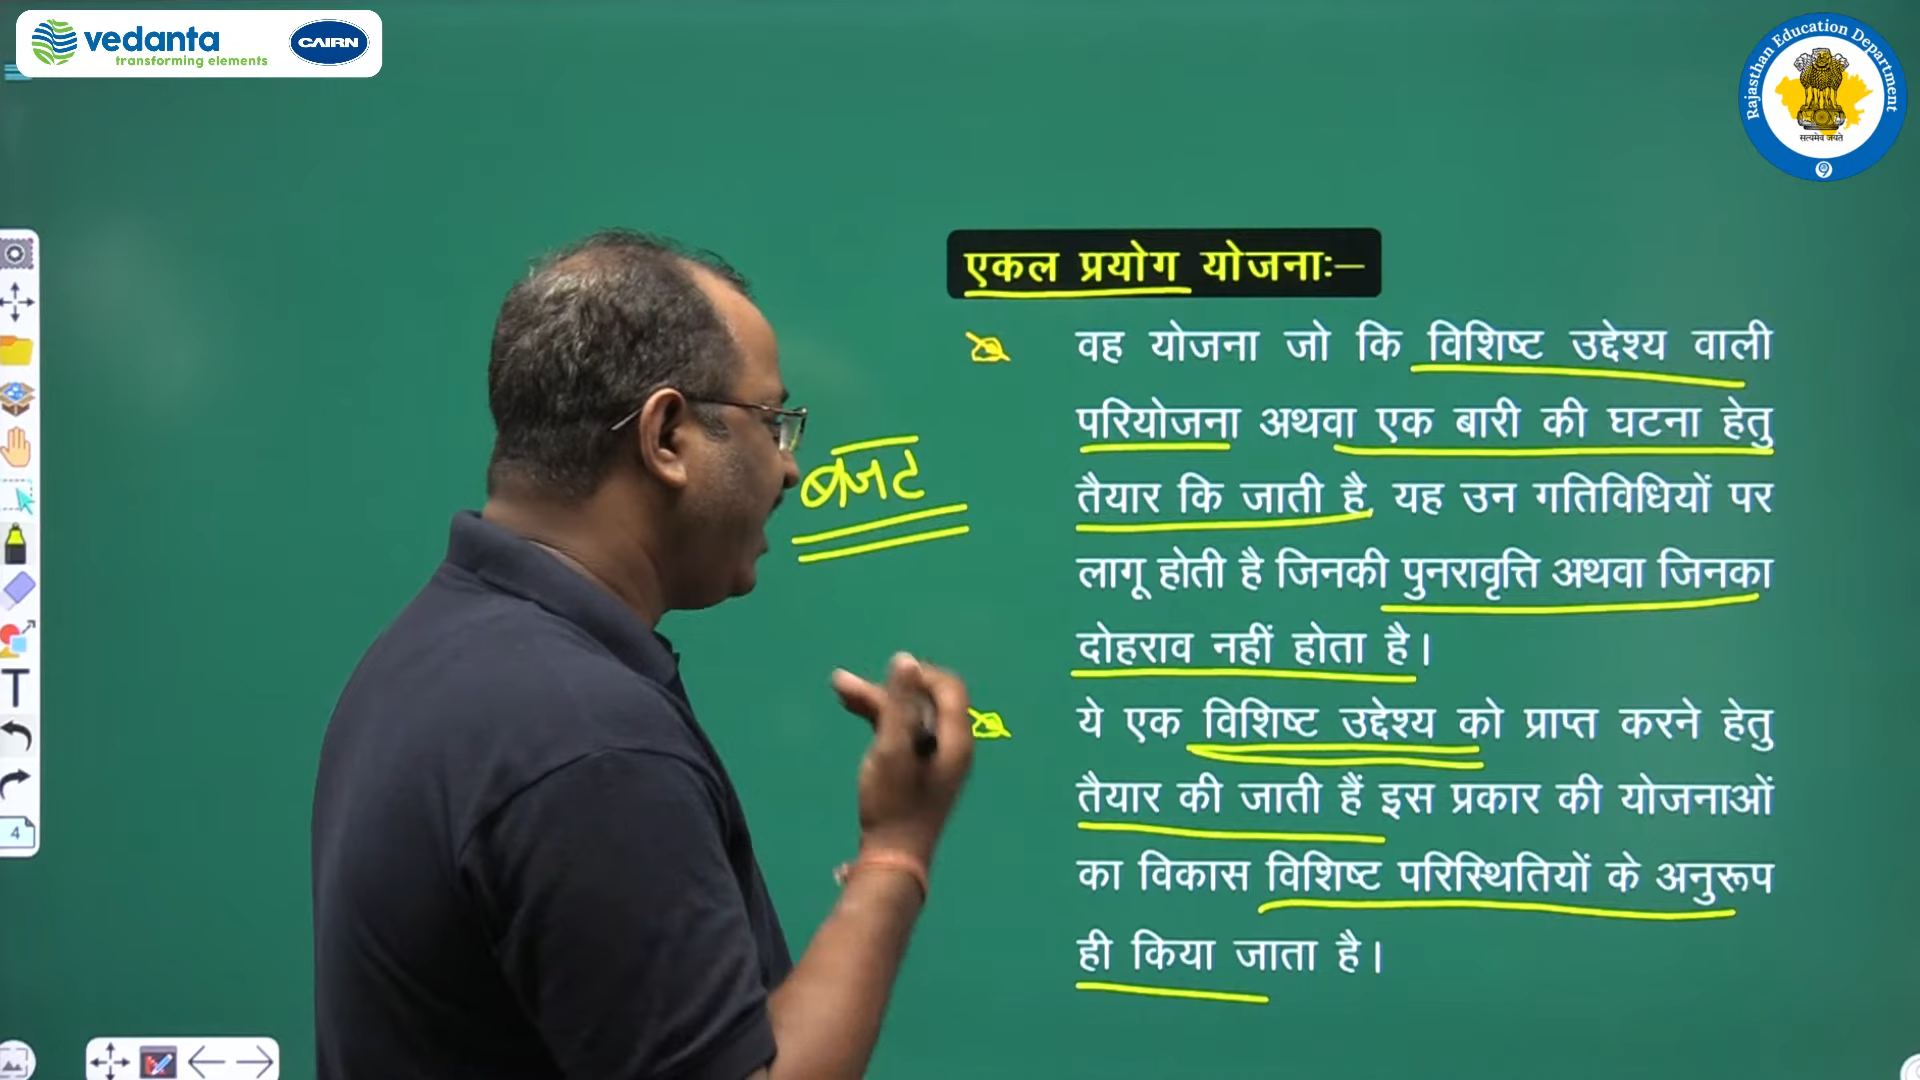 vedanta
transforming elements
CAIRN
Rajasthan Education Department
सत्यमेव जयते
एकल प्रयोग योजनाः–
वह योजना जो कि विशिष्ट उद्देश्य वाली
परियोजना अथवा एक बारी की घटना हेतु
तैयार कि जाती है, यह उन गतिविधियों पर
लागू होती है जिनकी पुनरावृत्ति अथवा जिनका
दोहराव नहीं होता है।
बजट
ये एक विशिष्ट उद्देश्य को प्राप्त करने हेतु
तैयार की जाती हैं इस प्रकार की योजनाओं
का विकास विशिष्ट परिस्थितियों के अनुरूप
ही किया जाता है।
T
4